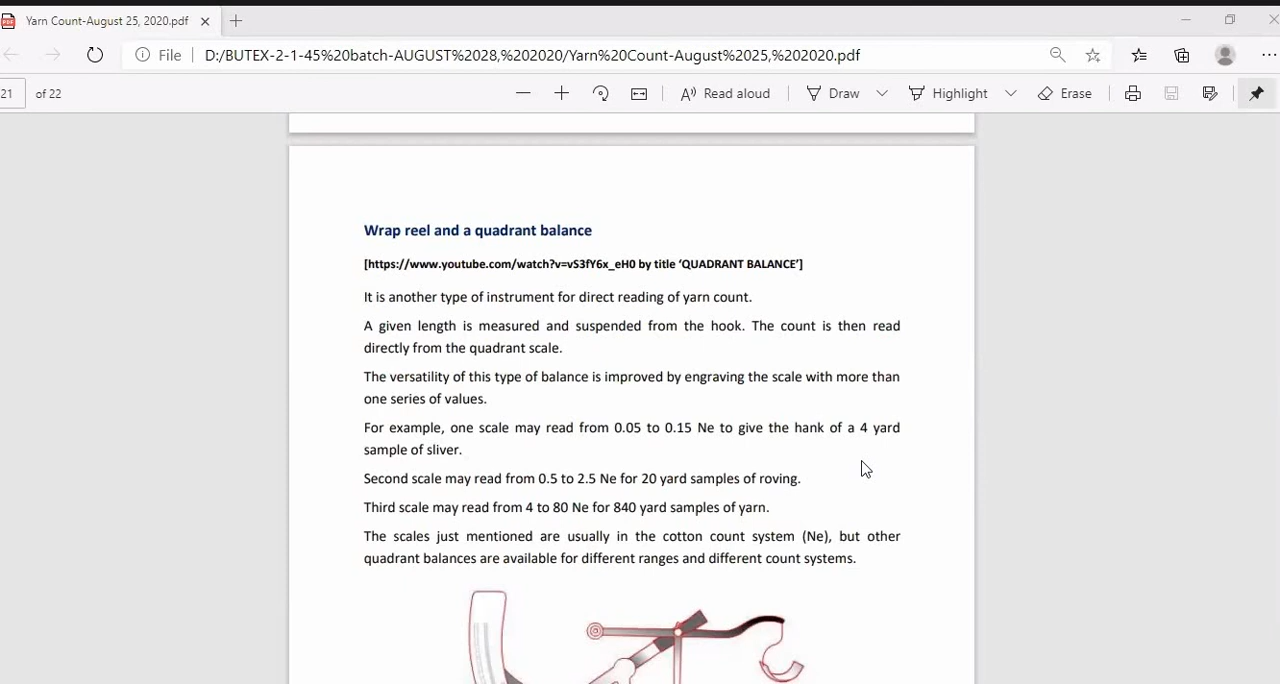 Yarn Count-August 25, 2020.pdf
File
D:/BUTEX-2-1-45%20batch-AUGUST%2028,%202020/Yarn%20Count-August%2025,%202020.pdf
21 of 22
Read aloud
Draw
Highlight
Erase
Wrap reel and a quadrant balance
[https://www.youtube.com/watch?v=vS3fY6x_eH0 by title ‘QUADRANT BALANCE’]
It is another type of instrument for direct reading of yarn count.
A given length is measured and suspended from the hook. The count is then read
directly from the quadrant scale.
The versatility of this type of balance is improved by engraving the scale with more than
one series of values.
For example, one scale may read from 0.05 to 0.15 Ne to give the hank of a 4 yard
sample of sliver.
Second scale may read from 0.5 to 2.5 Ne for 20 yard samples of roving.
Third scale may read from 4 to 80 Ne for 840 yard samples of yarn.
The scales just mentioned are usually in the cotton count system (Ne), but other
quadrant balances are available for different ranges and different count systems.